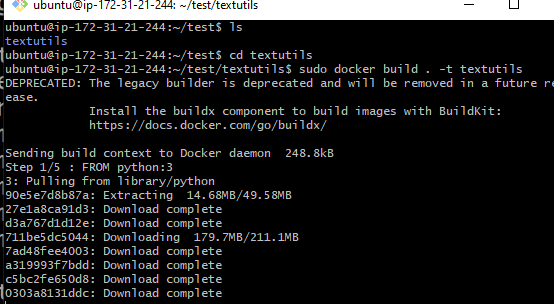 ubuntu@ip-172-31-21-244: ~/test/textutils
ubuntu@ip-172-31-21-244:~/test$ ls
textutils
ubuntu@ip-172-31-21-244:~/test$ cd textutils
ubuntu@ip-172-31-21-244:~/test/textutils$ sudo docker build . -t textutils
DEPRECATED: The legacy builder is deprecated and will be removed in a future re
ease.
Install the buildx component to build images with BuildKit:
https://docs.docker.com/go/buildx/
Sending build context to Docker daemon  248.8kB
Step 1/5 : FROM python:3
3: Pulling from library/python
90e5e7d8b87a: Extracting  14.68MB/49.58MB
27e1a8ca91d3: Download complete
d3a767d1d12e: Download complete
711be5dc5044: Downloading  179.7MB/211.1MB
7ad48fee4003: Download complete
a319993f7bdd: Download complete
c5bc2fe650d8: Download complete
0303a8131ddc: Download complete